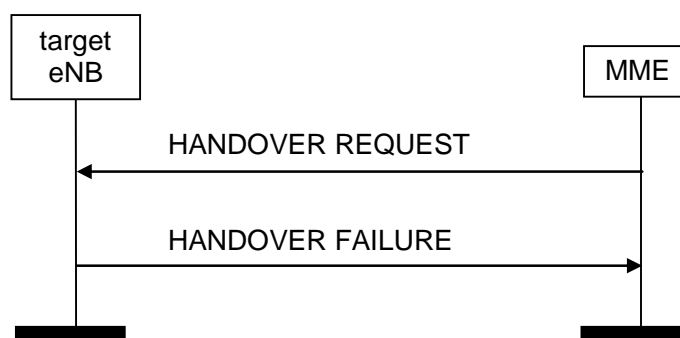 target
eNB
MME
HANDOVER REQUEST
HANDOVER FAILURE